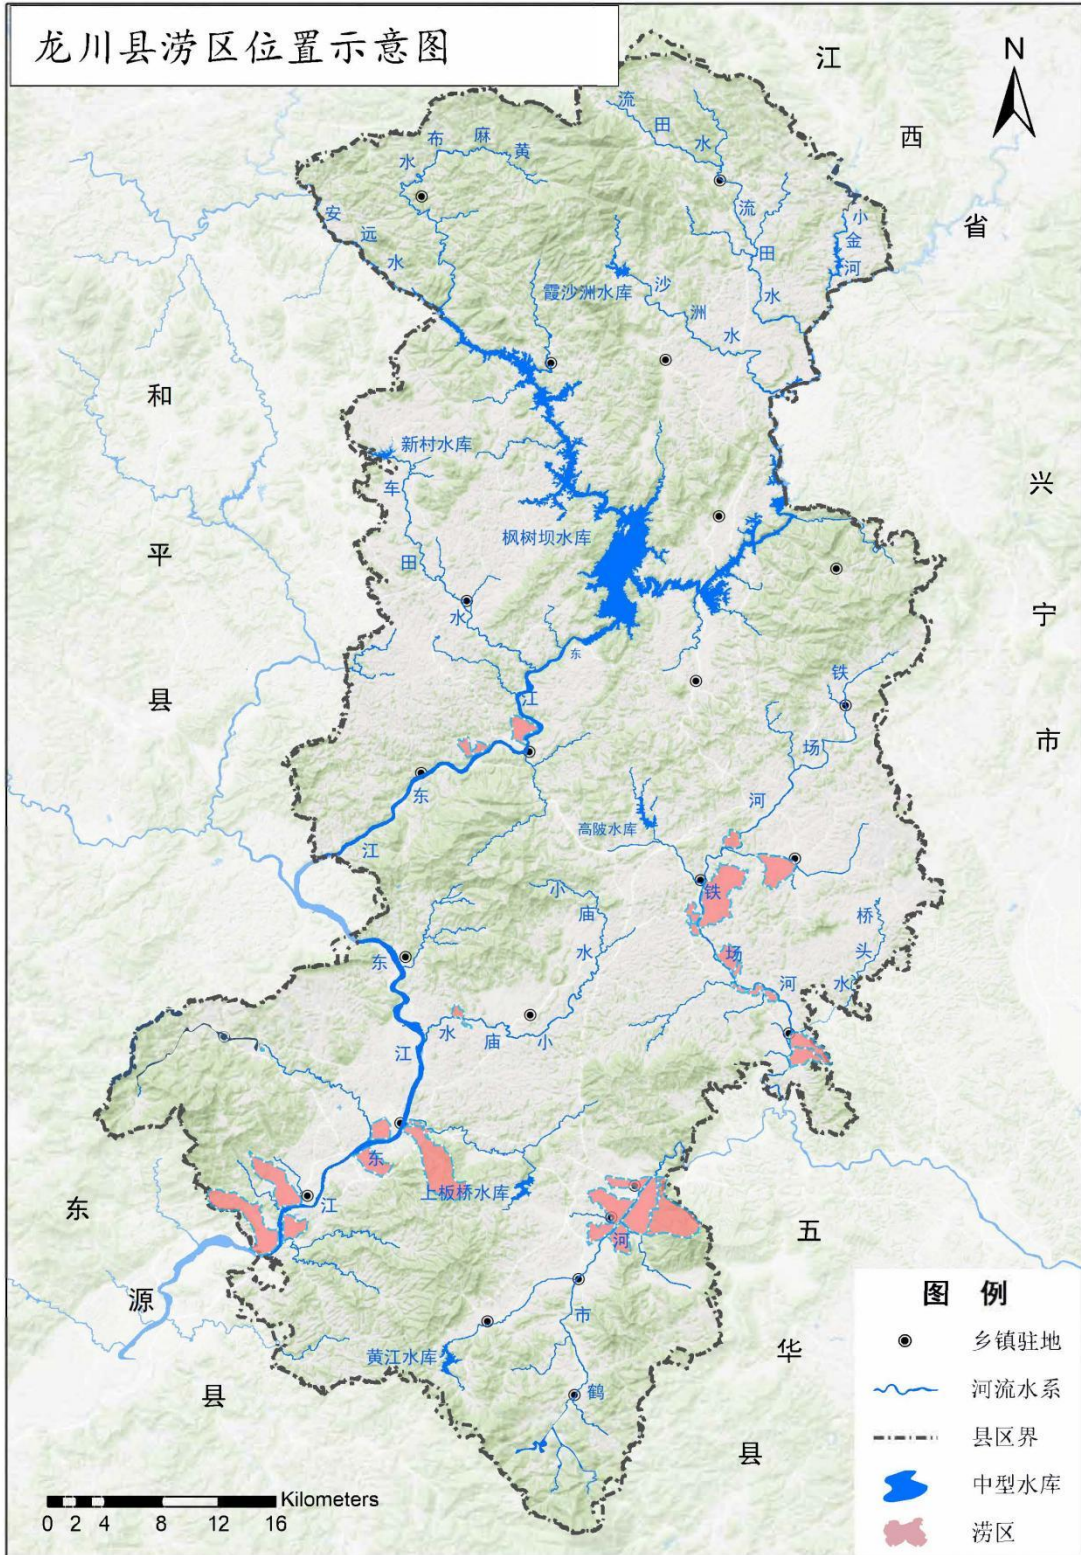 龙川县涝区位置示意图
N
江西省
兴宁市
和平县
东源县
五华县
流田水
流田水
黄麻布水
安远水
小金河
霞沙洲水库
沙洲水
新村水库
车田水
枫树坝水库
东江
铁场河
东江
高陂水库
铁场河
桥头水
小庙水
东江
小庙水
东江
上板桥水库
鹤市河
黄江水库
图 例
乡镇驻地
河流水系
县区界
中型水库
涝区
Kilometers
0 2 4 8 12 16